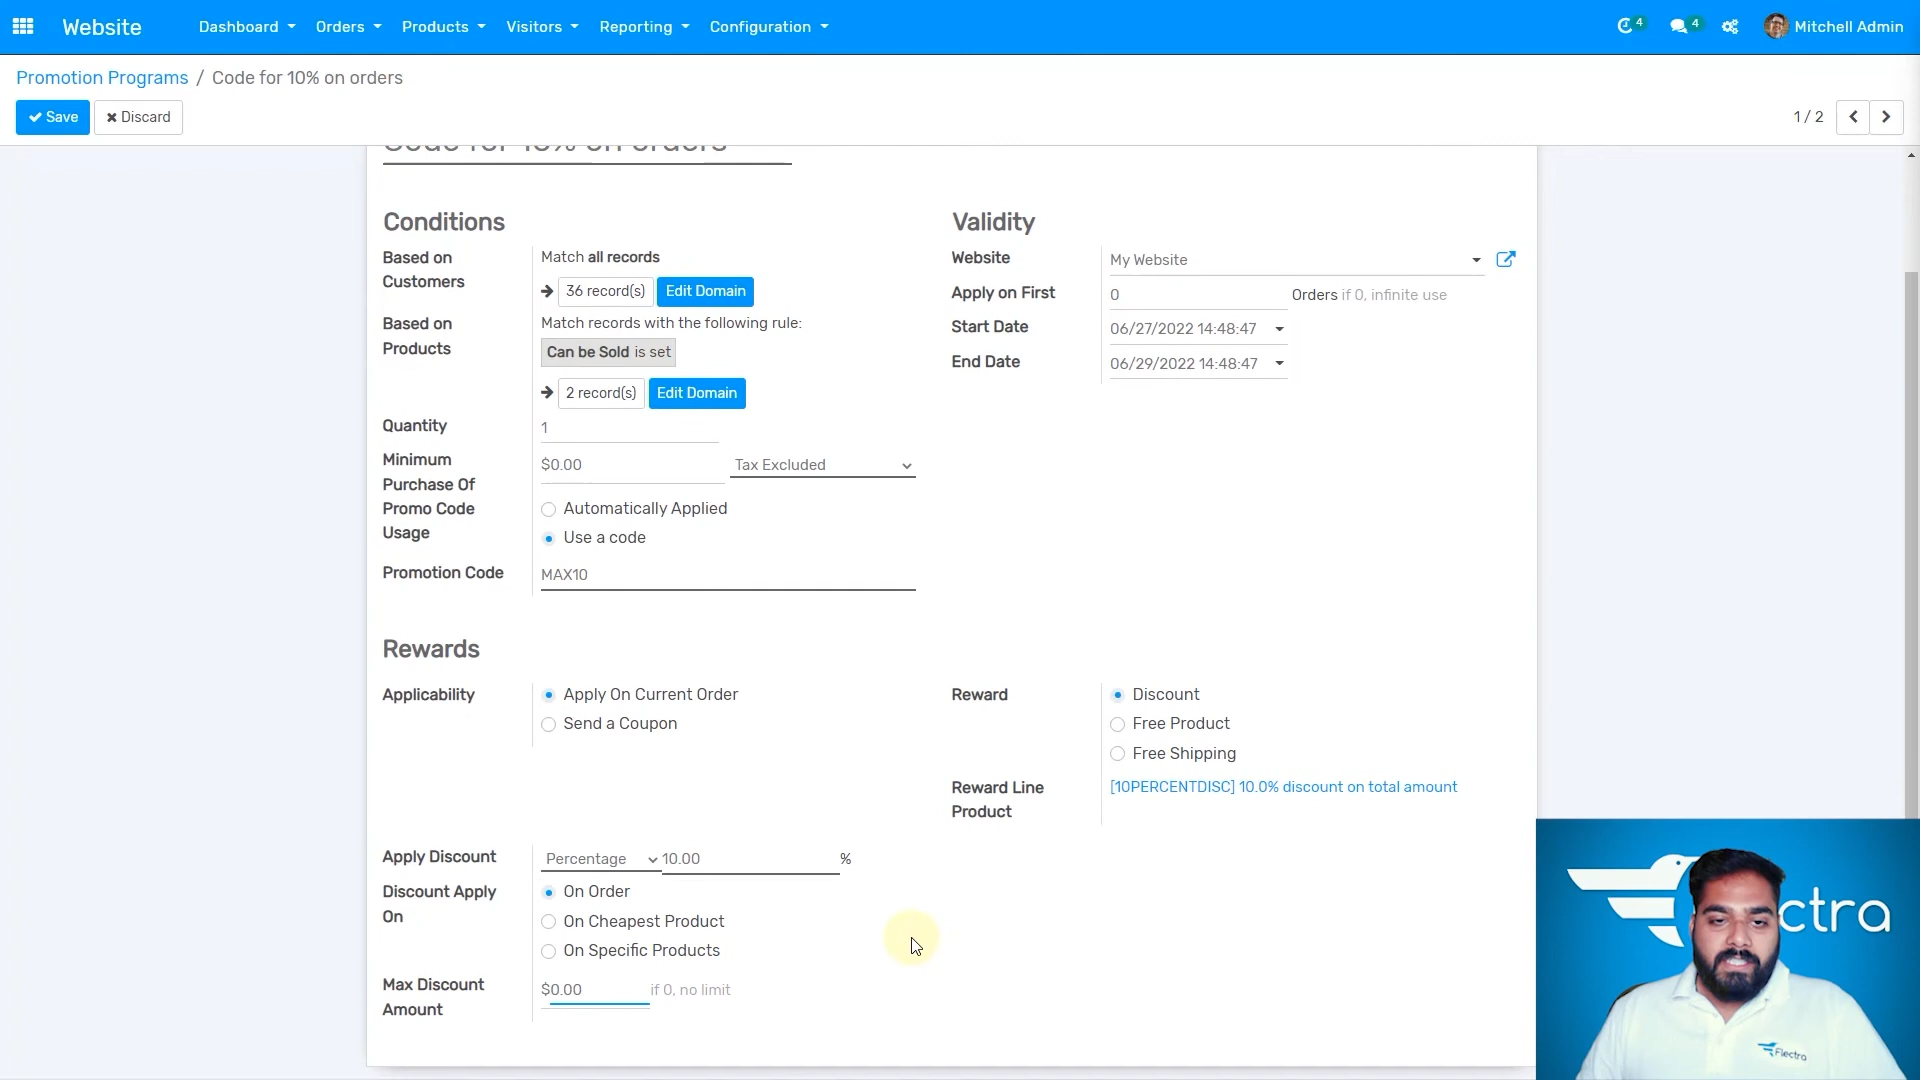 Website Dashboard Orders Products Visitors Reporting Configuration 4 4 Mitchell Admin
Promotion Programs / Code for 10% on orders
Save Discard 1 / 2
Code for 10% on orders
Conditions
Based on Customers
Match all records
36 record(s) Edit Domain
Based on Products
Match records with the following rule:
Can be Sold is set
2 record(s) Edit Domain
Quantity 1
Minimum Purchase Of
$0.00 Tax Excluded
Promo Code Usage
Automatically Applied
Use a code
Promotion Code MAX10
Validity
Website My Website
Apply on First 0 Orders if 0, infinite use
Start Date 06/27/2022 14:48:47
End Date 06/29/2022 14:48:47
Rewards
Applicability
Apply On Current Order
Send a Coupon
Reward
Discount
Free Product
Free Shipping
Reward Line Product
[10PERCENTDISC] 10.0% discount on total amount
Apply Discount Percentage 10.00 %
Discount Apply On
On Order
On Cheapest Product
On Specific Products
Max Discount Amount
$0.00 if 0, no limit
ctra
Flectra